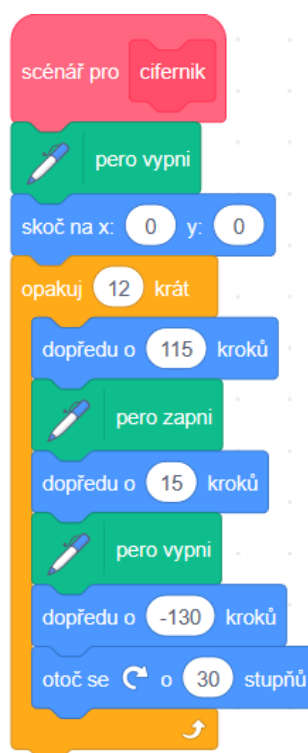 scénář pro cifernik
pero vypni
skoč na x: 0 y: 0
opakuj 12 krát
dopředu o 115 kroků
pero zapni
dopředu o 15 kroků
pero vypni
dopředu o -130 kroků
otoč se o 30 stupňů